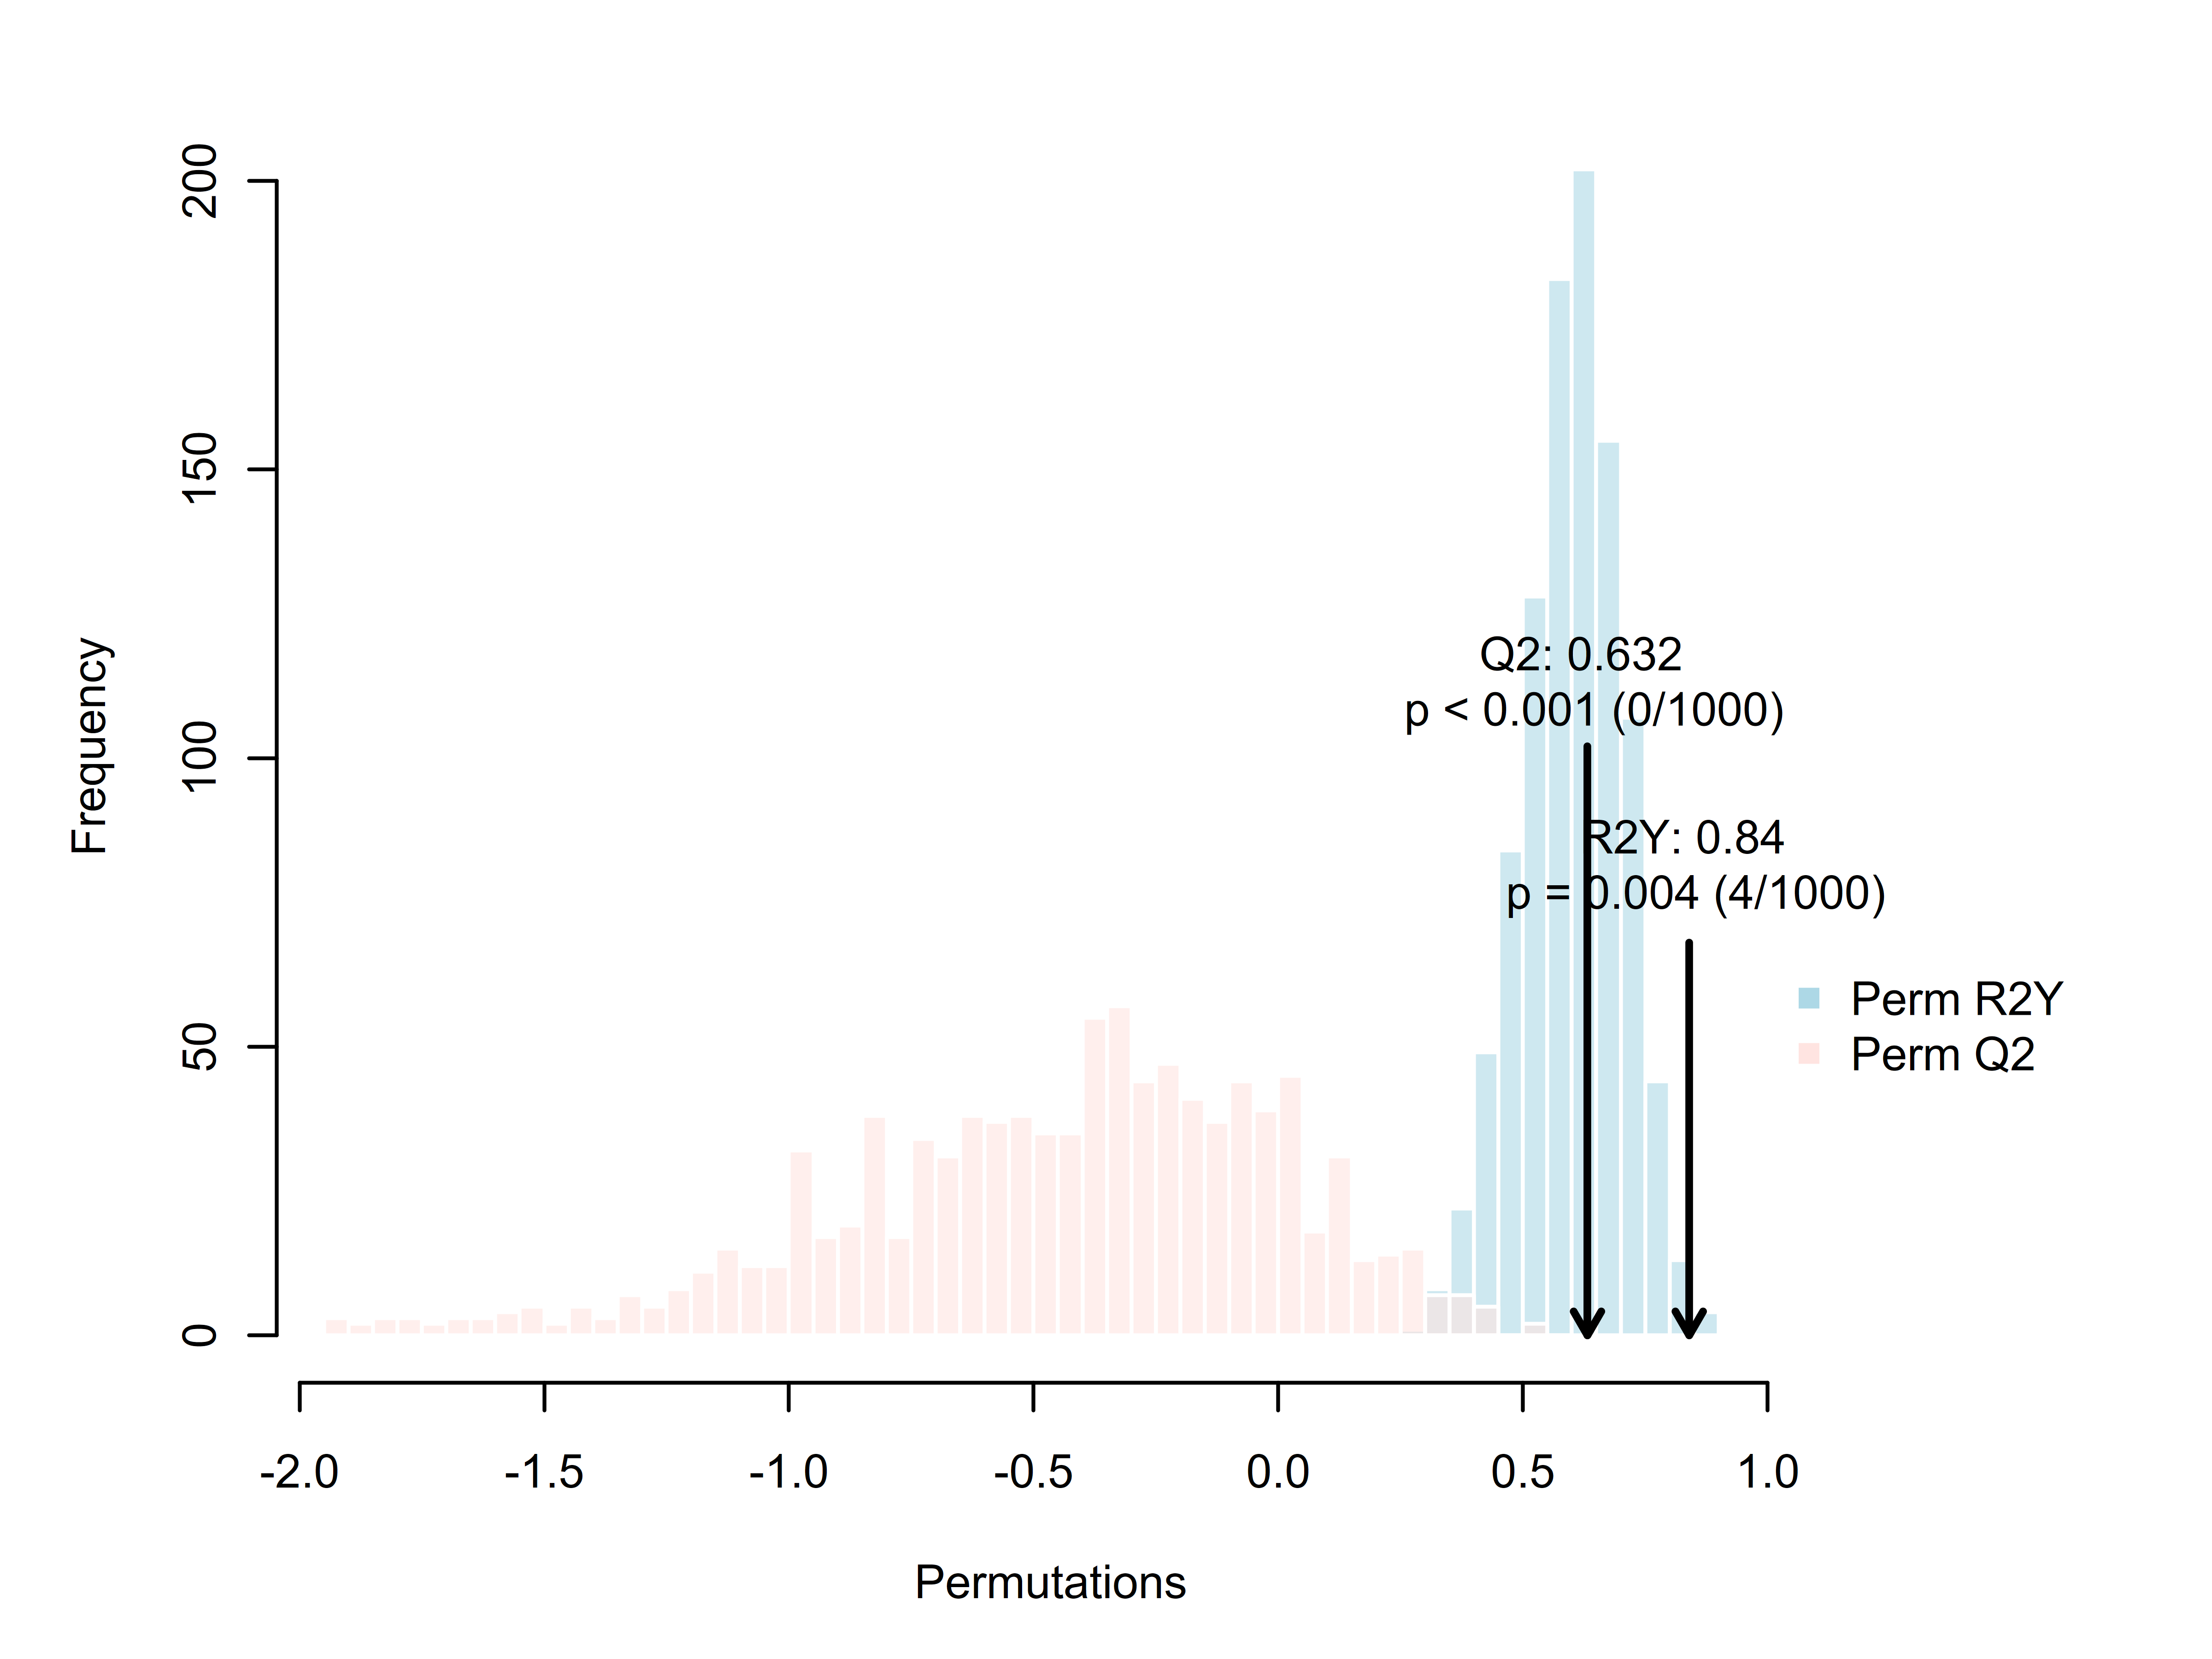 200
150
100
50
0
Frequency
Q2: 0.632
p < 0.001 (0/1000)
R2Y: 0.84
p = 0.004 (4/1000)
Perm R2Y
Perm Q2
-2.0 -1.5 -1.0 -0.5 0.0 0.5 1.0
Permutations